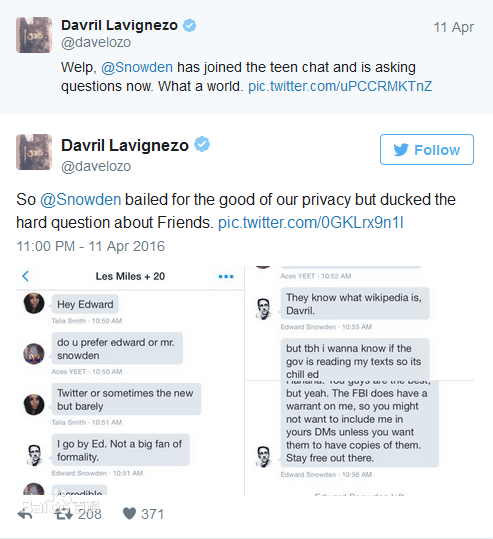 Davril Lavignezo
11 Apr
@davelozo
Welp, @Snowden has joined the teen chat and is asking
questions now. What a world. pic.twitter.com/uPCCRMKTnZ
Davril Lavignezo
Follow
@davelozo
So @Snowden bailed for the good of our privacy but ducked the
hard question about Friends. pic.twitter.com/0GKLrx9n1I
11:00 PM - 11 Apr 2016
Les Miles + 20
Hey Edward
Talia Smith · 10:50 AM
do u prefer edward or mr.
snowden
Aces YEET · 10:50 AM
Twitter or sometimes the new
but barely
Talia Smith · 10:51 AM
I go by Ed. Not a big fan of
formality.
Edward Snowden · 10:51 AM
incredible
Aces YEET · 10:52 AM
They know what wikipedia is,
Davril.
Edward Snowden · 10:53 AM
but tbh i wanna know if the
gov is reading my texts so its
chill ed
Hahaha. You guys are the best,
but yeah. The FBI does have a
warrant on me, so you might
not want to include me in
yours DMs unless you want
them to have copies of them.
Stay free out there.
Edward Snowden · 10:56 AM
Edward Snowden left
Bai百科
208
371